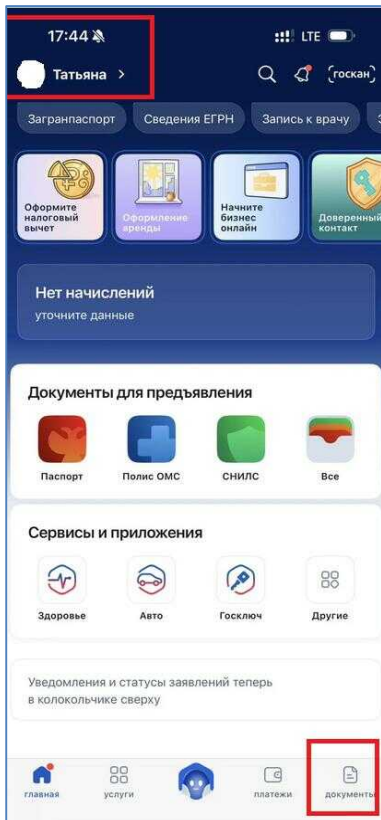 17:44
LTE
Татьяна >
[госкан]
Загранпаспорт
Сведения ЕГРН
Запись к врачу
Оформите
налоговый
вычет
Оформление
аренды
Начните
бизнес
онлайн
Доверенный
контакт
Нет начислений
уточните данные
Документы для предъявления
Паспорт
Полис ОМС
СНИЛС
Все
Сервисы и приложения
Здоровье
Авто
Госключ
Другие
Уведомления и статусы заявлений теперь
в колокольчике сверху
главная
услуги
платежи
документы